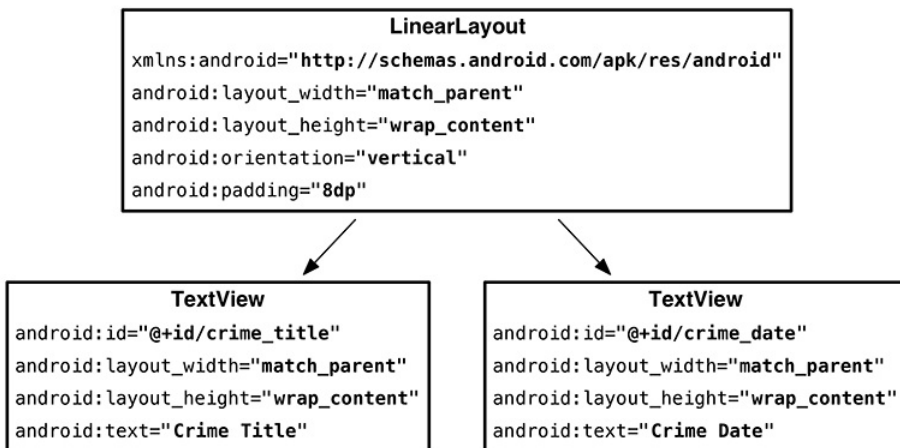 LinearLayout
xmlns:android="http://schemas.android.com/apk/res/android"
android:layout_width="match_parent"
android:layout_height="wrap_content"
android:orientation="vertical"
android:padding="8dp"
TextView
android:id="@+id/crime_title"
android:layout_width="match_parent"
android:layout_height="wrap_content"
android:text="Crime Title"
TextView
android:id="@+id/crime_date"
android:layout_width="match_parent"
android:layout_height="wrap_content"
android:text="Crime Date"